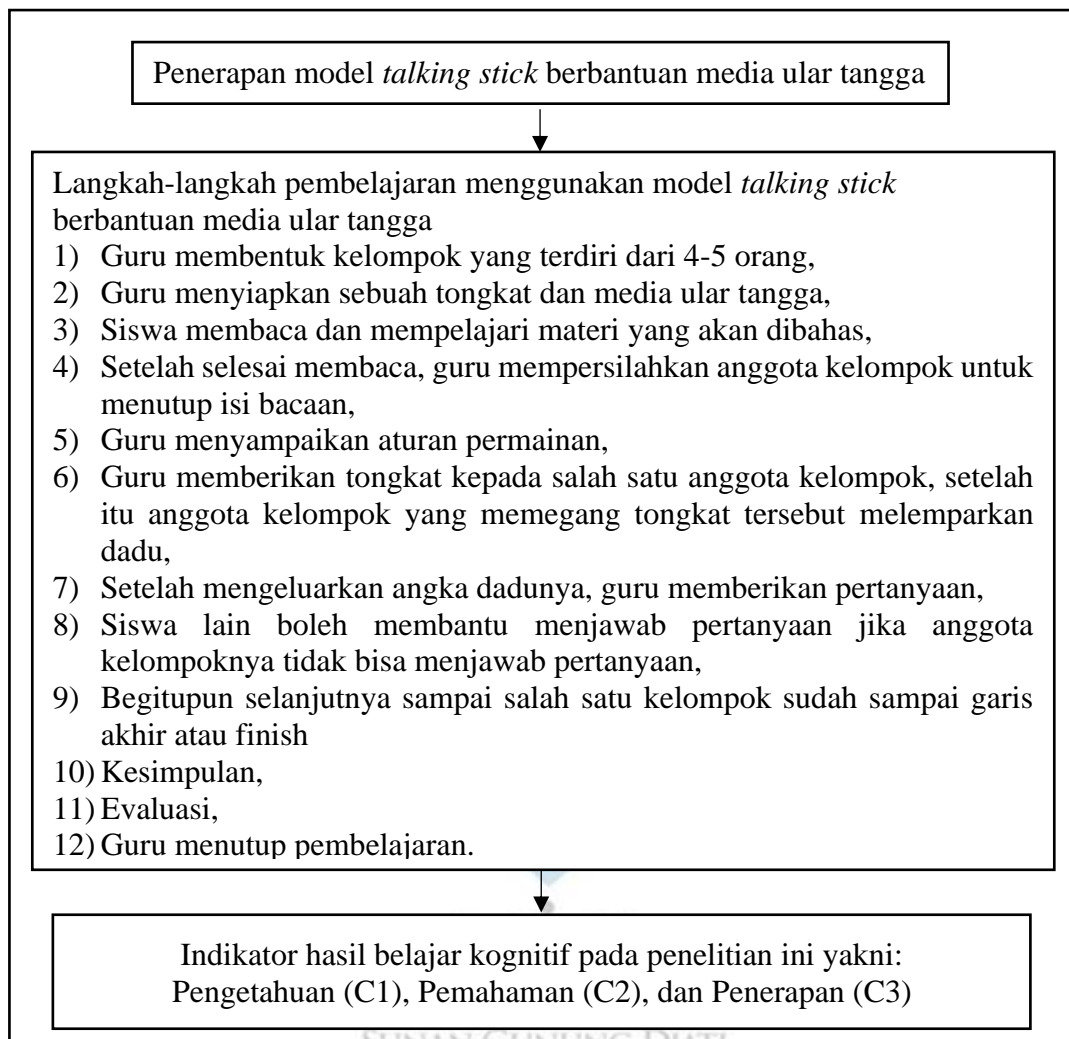 Penerapan model talking stick berbantuan media ular tangga
Langkah-langkah pembelajaran menggunakan model talking stick
berbantuan media ular tangga
1) Guru membentuk kelompok yang terdiri dari 4-5 orang,
2) Guru menyiapkan sebuah tongkat dan media ular tangga,
3) Siswa membaca dan mempelajari materi yang akan dibahas,
4) Setelah selesai membaca, guru mempersilahkan anggota kelompok untuk
menutup isi bacaan,
5) Guru menyampaikan aturan permainan,
6) Guru memberikan tongkat kepada salah satu anggota kelompok, setelah
itu anggota kelompok yang memegang tongkat tersebut melemparkan
dadu,
7) Setelah mengeluarkan angka dadunya, guru memberikan pertanyaan,
8) Siswa lain boleh membantu menjawab pertanyaan jika anggota
kelompoknya tidak bisa menjawab pertanyaan,
9) Begitupun selanjutnya sampai salah satu kelompok sudah sampai garis
akhir atau finish
10) Kesimpulan,
11) Evaluasi,
12) Guru menutup pembelajaran.
Indikator hasil belajar kognitif pada penelitian ini yakni:
Pengetahuan (C1), Pemahaman (C2), dan Penerapan (C3)
SUNAN GUNUNG DJATI